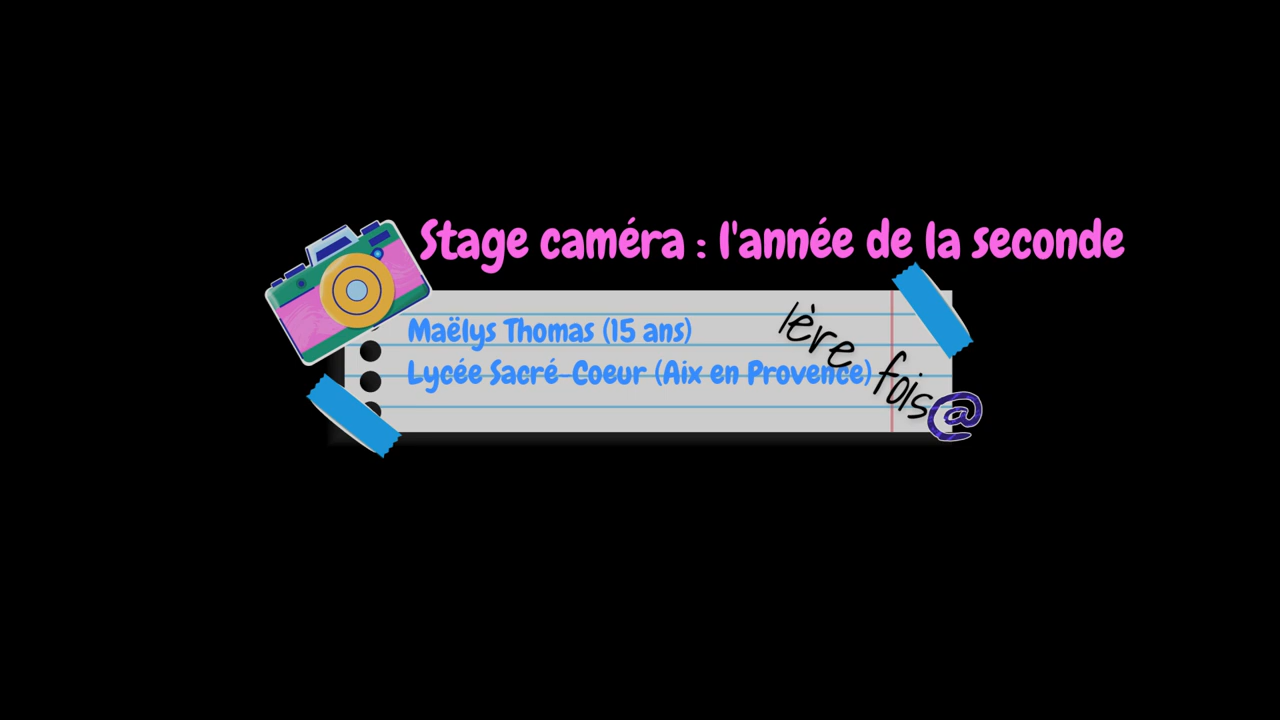 Stage caméra : l'année de la seconde
Maëlys Thomas (15 ans)
Lycée Sacré-Coeur (Aix en Provence)
1ère fois@